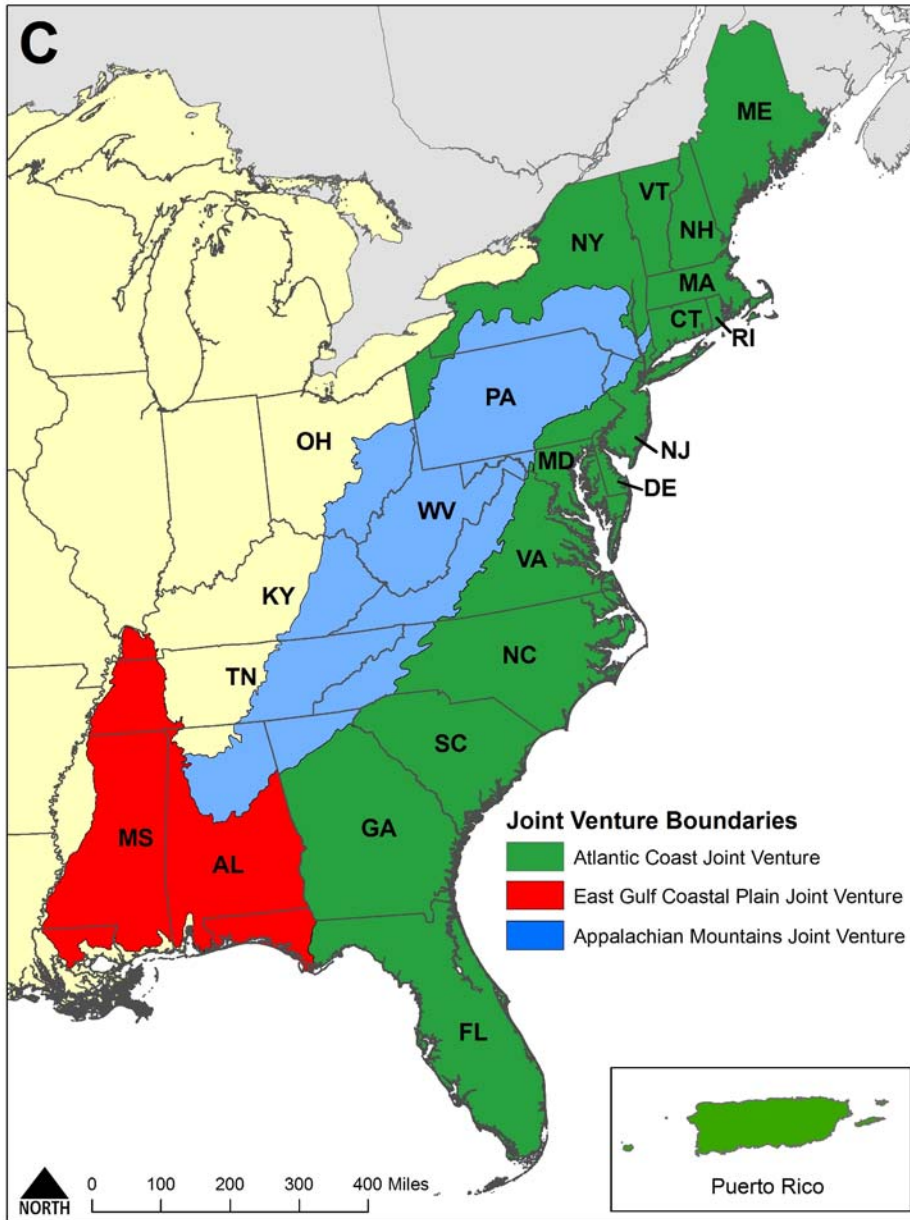 C
ME
VT
NH
NY
MA
CT
RI
PA
OH
NJ
MD
DE
WV
VA
KY
NC
TN
SC
MS
AL
GA
FL
Joint Venture Boundaries
Atlantic Coast Joint Venture
East Gulf Coastal Plain Joint Venture
Appalachian Mountains Joint Venture
NORTH
0 100 200 300 400 Miles
Puerto Rico